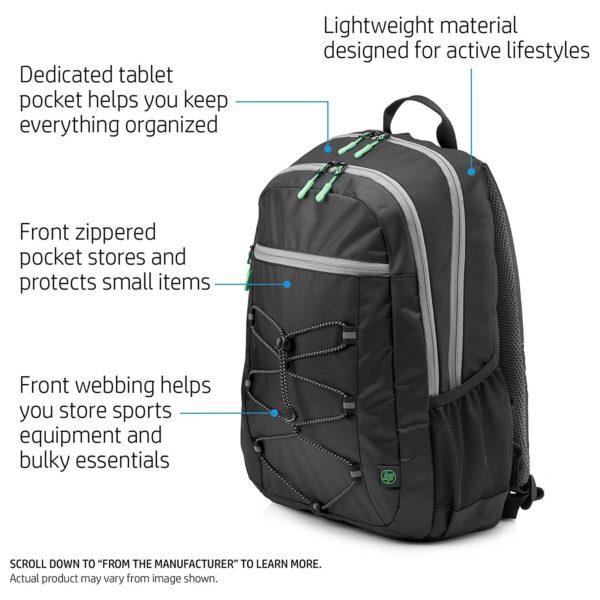 Lightweight material
designed for active lifestyles
Dedicated tablet
pocket helps you keep
everything organized
Front zippered
pocket stores and
protects small items
Front webbing helps
you store sports
equipment and
bulky essentials
hp
SCROLL DOWN TO “FROM THE MANUFACTURER” TO LEARN MORE.
Actual product may vary from image shown.